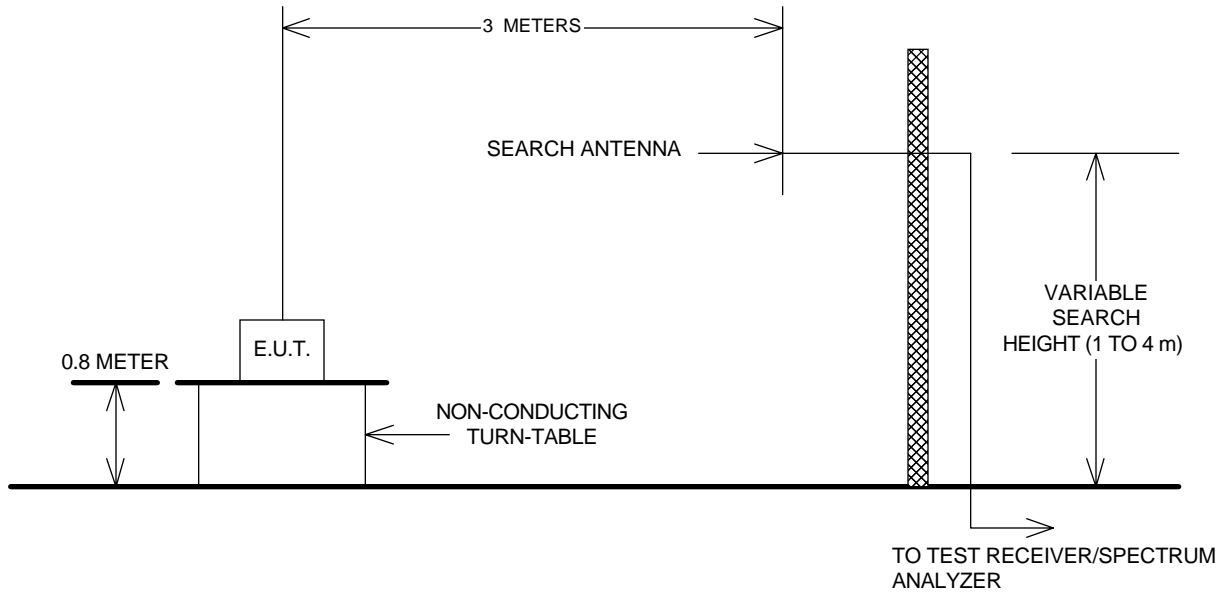 3 METERS
SEARCH ANTENNA
VARIABLE
SEARCH
HEIGHT (1 TO 4 m)
E.U.T.
0.8 METER
NON-CONDUCTING
TURN-TABLE
TO TEST RECEIVER/SPECTRUM
ANALYZER